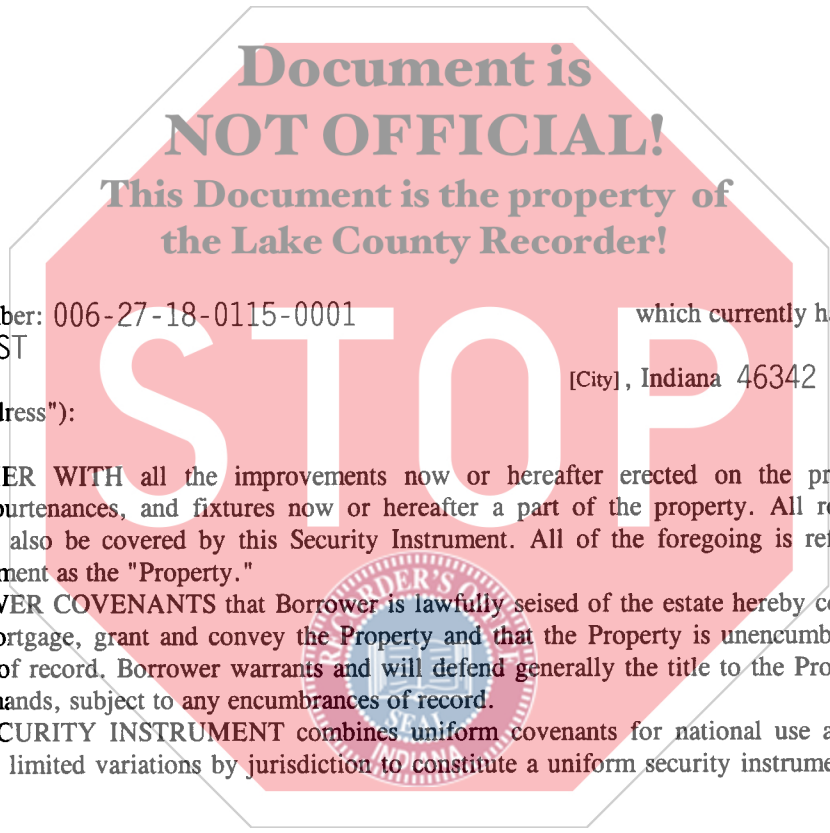 Document is
NOT OFFICIAL!
This Document is the property of
the Lake County Recorder!
ber: 006-27-18-0115-0001 which currently ha
ST
[City], Indiana 46342
dress"):
ER WITH all the improvements now or hereafter erected on the pr
purtenances, and fixtures now or hereafter a part of the property. All re
also be covered by this Security Instrument. All of the foregoing is ref
ment as the "Property."
VER COVENANTS that Borrower is lawfully seised of the estate hereby co
ortgage, grant and convey the Property and that the Property is unencumb
of record. Borrower warrants and will defend generally the title to the Pro
nands, subject to any encumbrances of record.
CURITY INSTRUMENT combines uniform covenants for national use a
limited variations by jurisdiction to constitute a uniform security instrume
STOP
RECORDER'S OFFICE
SEAL
INDIANA